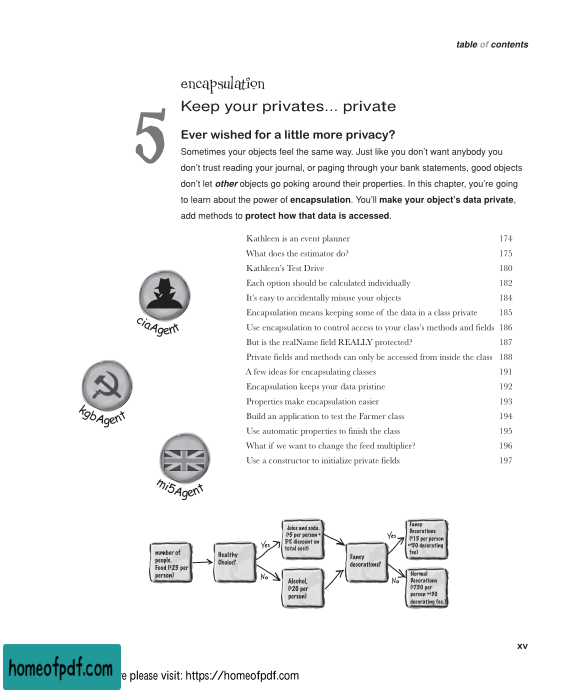 table of contents
encapsulation
5
Keep your privates... private
Ever wished for a little more privacy?
Sometimes your objects feel the same way. Just like you don't want anybody you
don't trust reading your journal, or paging through your bank statements, good objects
don't let other objects go poking around their properties. In this chapter, you're going
to learn about the power of encapsulation. You'll make your object's data private,
add methods to protect how that data is accessed.
Kathleen is an event planner 174
What does the estimator do? 175
Kathleen's Test Drive 180
Each option should be calculated individually 182
It's easy to accidentally misuse your objects 184
Encapsulation means keeping some of the data in a class private 185
Use encapsulation to control access to your class's methods and fields 186
But is the realName field REALLY protected? 187
Private fields and methods can only be accessed from inside the class 188
A few ideas for encapsulating classes 191
Encapsulation keeps your data pristine 192
Properties make encapsulation easier 193
Build an application to test the Farmer class 194
Use automatic properties to finish the class 195
What if we want to change the feed multiplier? 196
Use a constructor to initialize private fields 197
ciaAgent
kgbAgent
mi5Agent
number of
people.
Food ($25 per
person)
Healthy
Choice?
Yes
No
Juice and soda.
($5 per person +
5% discount on
total cost)
Alcohol,
($20 per
person)
Fancy
decorations?
Yes
No
Fancy
Decorations
($15 per person
+$50 decorating
fee)
Normal
Decorations
($7.50 per
person +$30
decorating fee.)
xv
homeofpdf.com
e please visit: https://homeofpdf.com